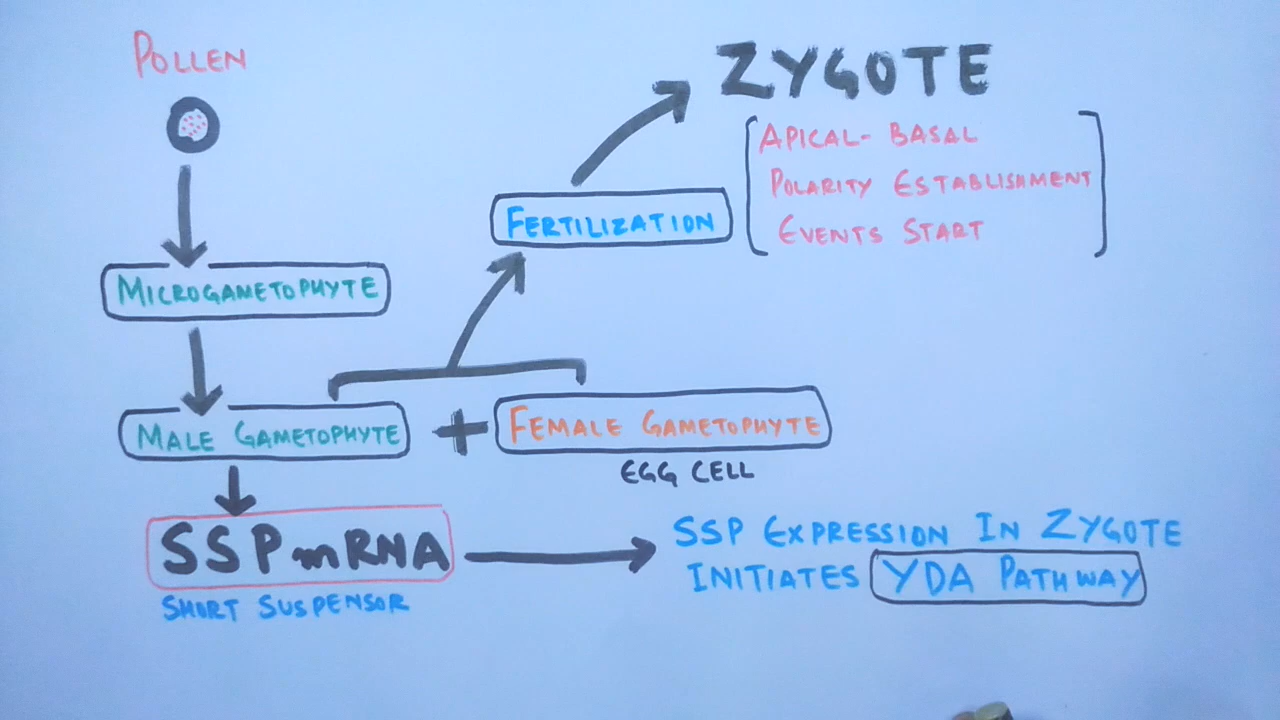 POLLEN
ZYGOTE
APICAL- BASAL
POLARITY ESTABLISHMENT
EVENTS START
FERTILIZATION
MICROGAMETOPHYTE
MALE GAMETOPHYTE + FEMALE GAMETOPHYTE
EGG CELL
SSP mRNA
SHORT SUSPENSOR
SSP EXPRESSION IN ZYGOTE
INITIATES YDA PATHWAY